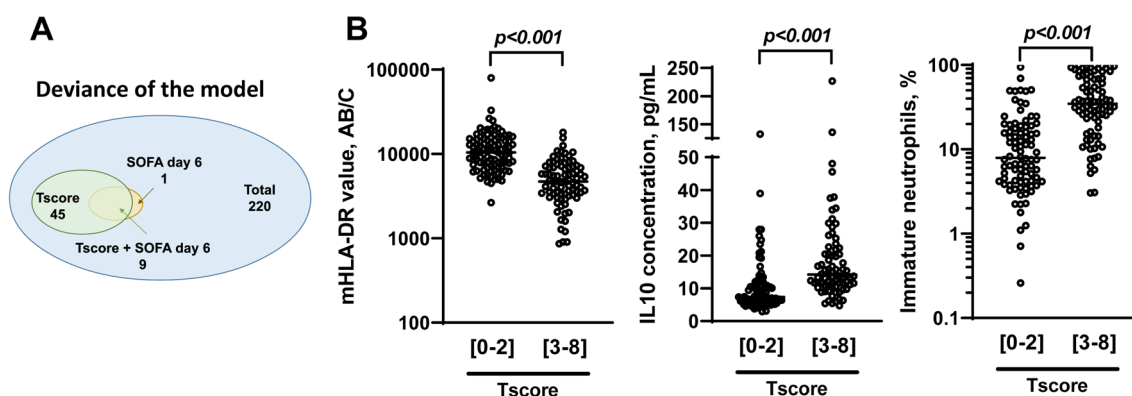 A
Deviance of the model
SOFA day 6
1
Tscore
45
Total
220
Tscore + SOFA day 6
9
B
p<0.001
mHLA-DR value, AB/C
100000
10000
1000
100
[0-2] [3-8]
Tscore
p<0.001
IL10 concentration, pg/mL
250
200
150
100
50
40
30
20
10
0
[0-2] [3-8]
Tscore
p<0.001
Immature neutrophils, %
100
10
1
0.1
[0-2] [3-8]
Tscore